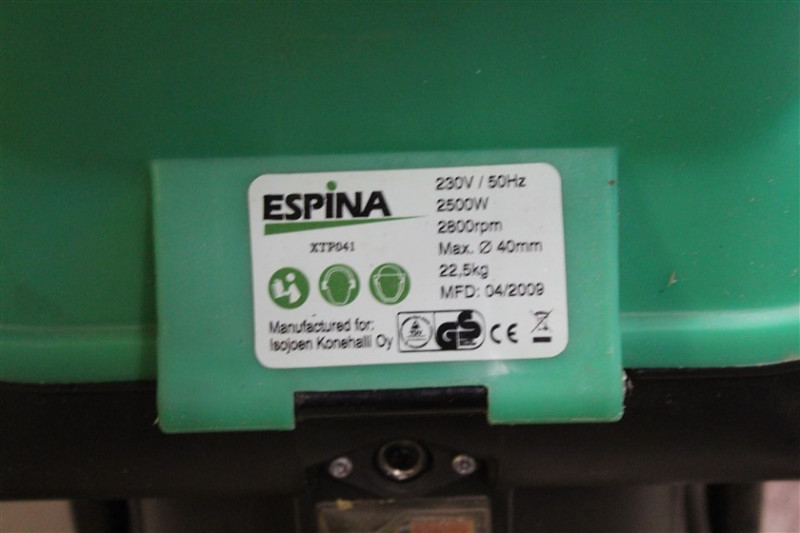 ESPINA
XTP041
230V / 50Hz
2500W
2800rpm
Max. Ø 40mm
22,5kg
MFD: 04/2009
Manufactured for:
Isojoen Konehalli Oy
GS CE